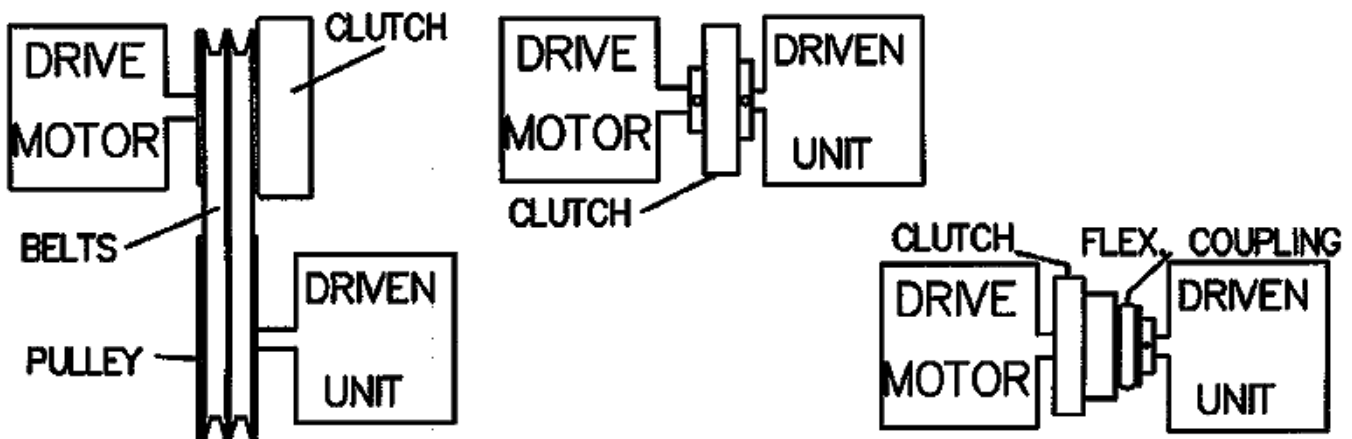 DRIVE
MOTOR
CLUTCH
BELTS
PULLEY
DRIVEN
UNIT
DRIVE
MOTOR
DRIVEN
UNIT
CLUTCH
CLUTCH
FLEX. COUPLING
DRIVE
MOTOR
DRIVEN
UNIT